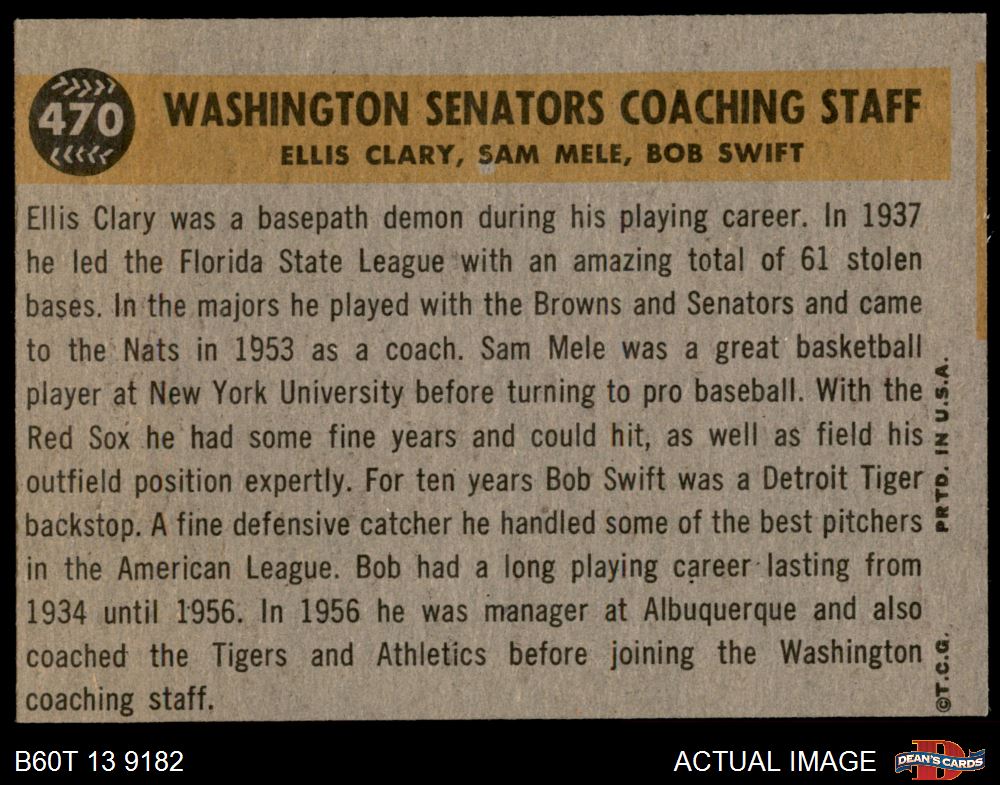 470
WASHINGTON SENATORS COACHING STAFF
ELLIS CLARY, SAM MELE, BOB SWIFT
Ellis Clary was a basepath demon during his playing career. In 1937
he led the Florida State League with an amazing total of 61 stolen
bases. In the majors he played with the Browns and Senators and came
to the Nats in 1953 as a coach. Sam Mele was a great basketball
player at New York University before turning to pro baseball. With the
Red Sox he had some fine years and could hit, as well as field his
outfield position expertly. For ten years Bob Swift was a Detroit Tiger
backstop. A fine defensive catcher he handled some of the best pitchers
in the American League. Bob had a long playing career lasting from
1934 until 1956. In 1956 he was manager at Albuquerque and also
coached the Tigers and Athletics before joining the Washington
coaching staff.
©T.C.G. PRTD. IN U.S.A.
B60T 13 9182
ACTUAL IMAGE
D
DEAN'S CARDS